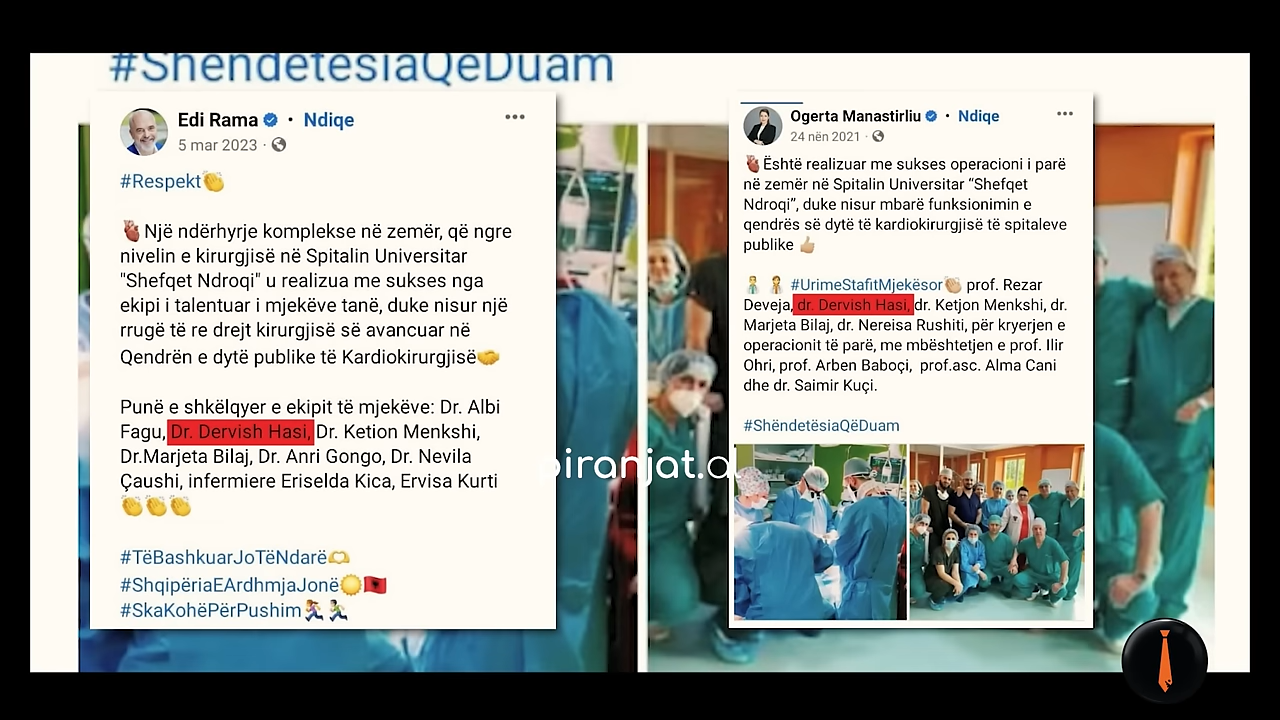 #ShëndetësiaQëDuam
Edi Rama • Ndiqe
5 mar 2023 ·
#Respekt👏
🫀Një ndërhyrje komplekse në zemër, që ngre
nivelin e kirurgjisë në Spitalin Universitar
"Shefqet Ndroqi" u realizua me sukses nga
ekipi i talentuar i mjekëve tanë, duke nisur një
rrugë të re drejt kirurgjisë së avancuar në
Qendrën e dytë publike të Kardiokirurgjisë🤝
Punë e shkëlqyer e ekipit të mjekëve: Dr. Albi
Fagu, Dr. Dervish Hasi, Dr. Ketion Menkshi,
Dr.Marjeta Bilaj, Dr. Anri Gongo, Dr. Nevila
Çaushi, infermiere Eriselda Kica, Ervisa Kurti
👏👏👏
#TëBashkuarJoTëNdarë🫶
#ShqipëriaEArdhmjaJonë🌞🇦🇱
#SkaKohëPërPushim🏃‍♀️🏃‍♂️
Ogerta Manastirliu • Ndiqe
24 nën 2021 ·
🫀Është realizuar me sukses operacioni i parë
në zemër në Spitalin Universitar “Shefqet
Ndroqi”, duke nisur mbarë funksionimin e
qendrës së dytë të kardiokirurgjisë të spitaleve
publike 👍🏼
👨‍⚕️ 👩‍⚕️ #UrimeStafitMjekësor👏🏼 prof. Rezar
Deveja, dr. Dervish Hasi, dr. Ketjon Menkshi, dr.
Marjeta Bilaj, dr. Nereisa Rushiti, për kryerjen e
operacionit të parë, me mbështetjen e prof. Ilir
Ohri, prof. Arben Baboçi,  prof.asc. Alma Cani
dhe dr. Saimir Kuçi.
#ShëndetësiaQëDuam
piranjat.al